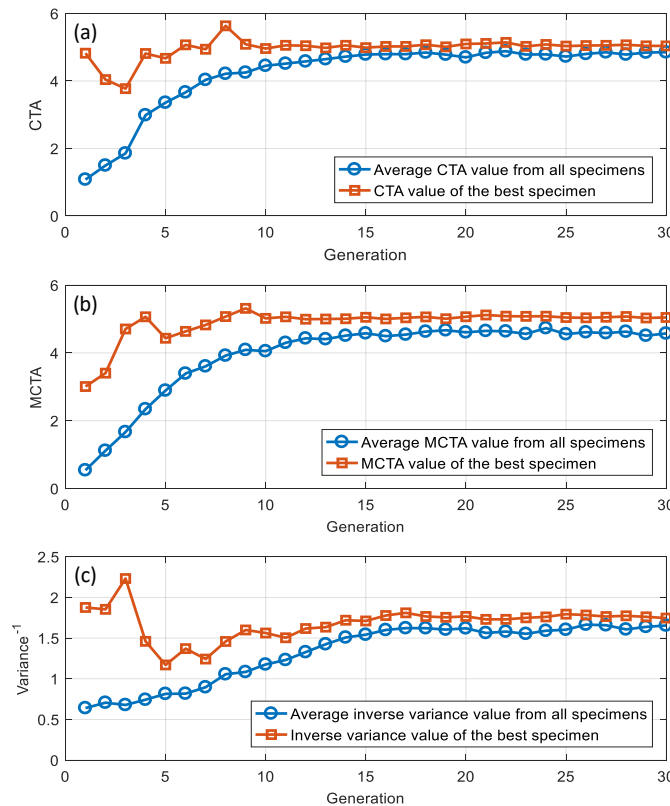 (a)
6
4
2
0
CTA
Average CTA value from all specimens
CTA value of the best specimen
0 5 10 15 20 25 30
Generation
(b)
6
4
2
0
MCTA
Average MCTA value from all specimens
MCTA value of the best specimen
0 5 10 15 20 25 30
Generation
(c)
2.5
2
1.5
1
0.5
0
Variance⁻¹
Average inverse variance value from all specimens
Inverse variance value of the best specimen
0 5 10 15 20 25 30
Generation